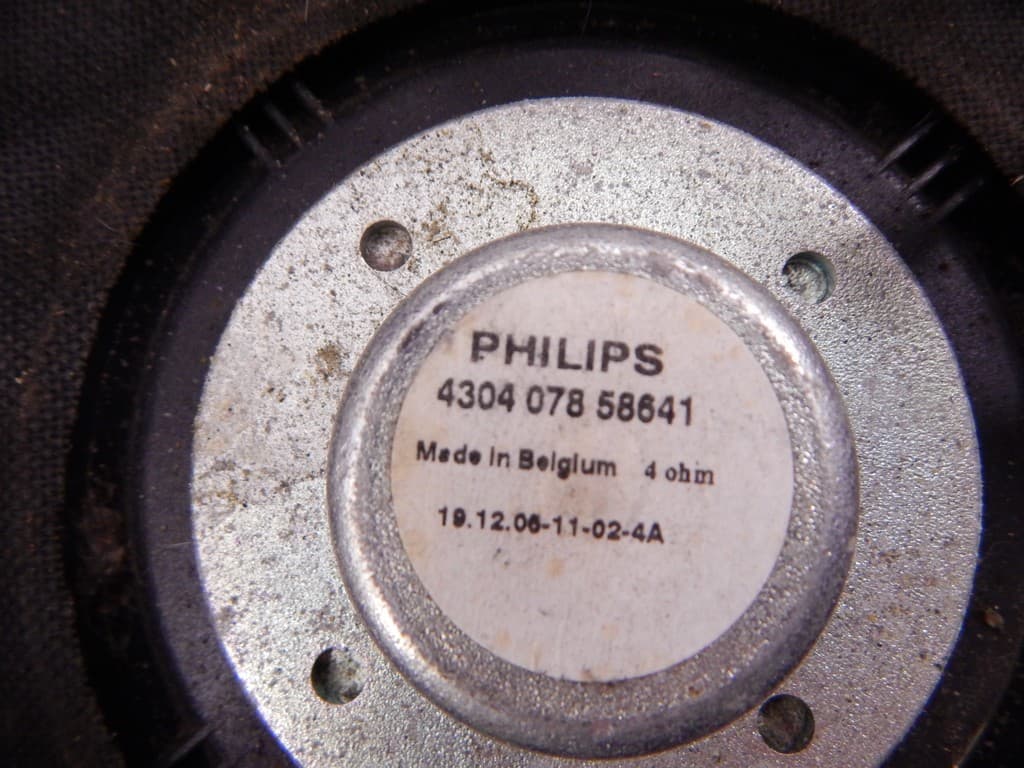 PHILIPS
4304 078 58641
Made in Belgium 4 ohm
19.12.06-11-02-4A